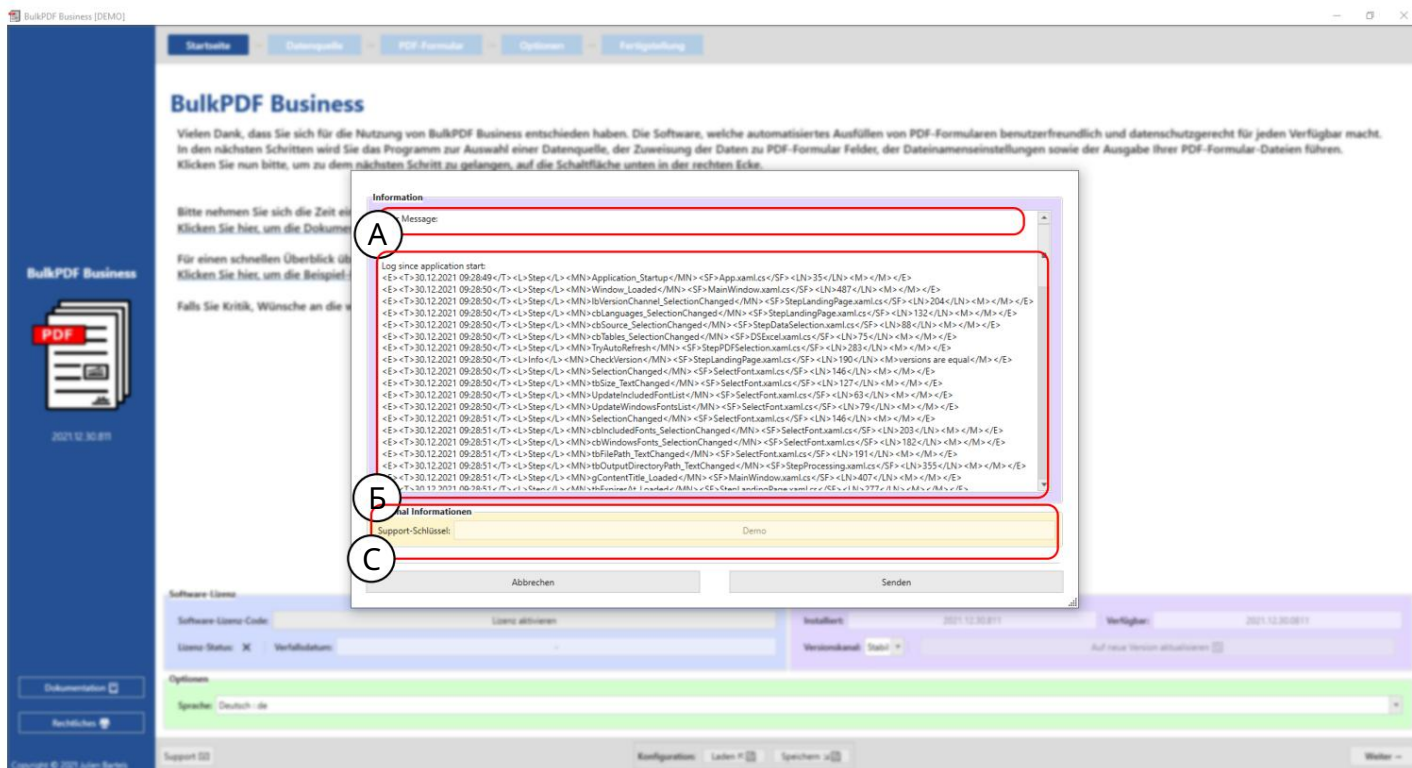 BulkPDF Business [DEMO]
Startseite
Datenquelle
PDF-Formular
Optionen
Fertigstellung
BulkPDF Business
Vielen Dank, dass Sie sich für die Nutzung von BulkPDF Business entschieden haben. Die Software, welche automatisiertes Ausfüllen von PDF-Formularen benutzerfreundlich und datenschutzgerecht für jeden Verfügbar macht.
In den nächsten Schritten wird Sie das Programm zur Auswahl einer Datenquelle, der Zuweisung der Daten zu PDF-Formular Felder, der Dateinamenseinstellungen sowie der Ausgabe Ihrer PDF-Formular-Dateien führen.
Klicken Sie nun bitte, um zu dem nächsten Schritt zu gelangen, auf die Schaltfläche unten in der rechten Ecke.
Bitte nehmen Sie sich die Zeit
Klicken Sie hier, um die
Für einen schnellen Überblick
Klicken Sie hier, um die Beispiel-
Falls Sie Kritik, Wünsche an die
BulkPDF Business
PDF
2021.12.30.811
Information
A
Message:
Log since application start:
<E><T>30.12.2021 09:28:49</T><L>Step</L><MN>Application_Startup</MN><SF>App.xaml.cs</SF><LN>35</LN><M></M></E>
<E><T>30.12.2021 09:28:50</T><L>Step</L><MN>Window_Loaded</MN><SF>MainWindow.xaml.cs</SF><LN>487</LN><M></M></E>
<E><T>30.12.2021 09:28:50</T><L>Step</L><MN>lbVersionChannel_SelectionChanged</MN><SF>StepLandingPage.xaml.cs</SF><LN>204</LN><M></M></E>
<E><T>30.12.2021 09:28:50</T><L>Step</L><MN>cbLanguages_SelectionChanged</MN><SF>StepLandingPage.xaml.cs</SF><LN>132</LN><M></M></E>
<E><T>30.12.2021 09:28:50</T><L>Step</L><MN>cbSource_SelectionChanged</MN><SF>StepDataSelection.xaml.cs</SF><LN>88</LN><M></M></E>
<E><T>30.12.2021 09:28:50</T><L>Step</L><MN>cbTables_SelectionChanged</MN><SF>DSExcel.xaml.cs</SF><LN>75</LN><M></M></E>
<E><T>30.12.2021 09:28:50</T><L>Step</L><MN>TryAutoRefresh</MN><SF>StepPDFSelection.xaml.cs</SF><LN>283</LN><M></M></E>
<E><T>30.12.2021 09:28:50</T><L>Info</L><MN>CheckVersion</MN><SF>StepLandingPage.xaml.cs</SF><LN>190</LN><M>versions are equal</M></E>
<E><T>30.12.2021 09:28:50</T><L>Step</L><MN>SelectionChanged</MN><SF>SelectFont.xaml.cs</SF><LN>146</LN><M></M></E>
<E><T>30.12.2021 09:28:50</T><L>Step</L><MN>tbSize_TextChanged</MN><SF>SelectFont.xaml.cs</SF><LN>127</LN><M></M></E>
<E><T>30.12.2021 09:28:50</T><L>Step</L><MN>UpdateIncludedFontList</MN><SF>SelectFont.xaml.cs</SF><LN>63</LN><M></M></E>
<E><T>30.12.2021 09:28:50</T><L>Step</L><MN>UpdateWindowsFontsList</MN><SF>SelectFont.xaml.cs</SF><LN>79</LN><M></M></E>
<E><T>30.12.2021 09:28:51</T><L>Step</L><MN>SelectionChanged</MN><SF>SelectFont.xaml.cs</SF><LN>146</LN><M></M></E>
<E><T>30.12.2021 09:28:51</T><L>Step</L><MN>cbIncludedFonts_SelectionChanged</MN><SF>SelectFont.xaml.cs</SF><LN>203</LN><M></M></E>
<E><T>30.12.2021 09:28:51</T><L>Step</L><MN>cbWindowsFonts_SelectionChanged</MN><SF>SelectFont.xaml.cs</SF><LN>182</LN><M></M></E>
<E><T>30.12.2021 09:28:51</T><L>Step</L><MN>tbFilePath_TextChanged</MN><SF>SelectFont.xaml.cs</SF><LN>191</LN><M></M></E>
<E><T>30.12.2021 09:28:51</T><L>Step</L><MN>tbOutputDirectoryPath_TextChanged</MN><SF>StepProcessing.xaml.cs</SF><LN>355</LN><M></M></E>
<T>30.12.2021 09:28:51</T><L>Step</L><MN>gContentTitle_Loaded</MN><SF>MainWindow.xaml.cs</SF><LN>407</LN><M></M></E>
<T>30.12.2021 09:28:51</T><L>Step</L><MN>tbExpiresAt_Loaded</MN><SF>StepLandingPage.xaml.cs</SF><LN>277</LN><M></M></E>
Б
Informationen
Support-Schlüssel:
Demo
C
Abbrechen
Senden
Software-Lizenz
Software-Lizenz-Code:
Lizenz aktivieren
Installiert:
2021.12.30.811
Verfügbar:
2021.12.30.0811
Lizenz-Status:
Verfallsdatum:
-
Versionskanal:
Stabil
Auf neue Version aktualisieren
Optionen
Sprache:
Deutsch : de
Dokumentation
Rechtliches
Copyright © 2021 Julien Bartels
Support
Konfiguration:
Laden
Speichern
Weiter